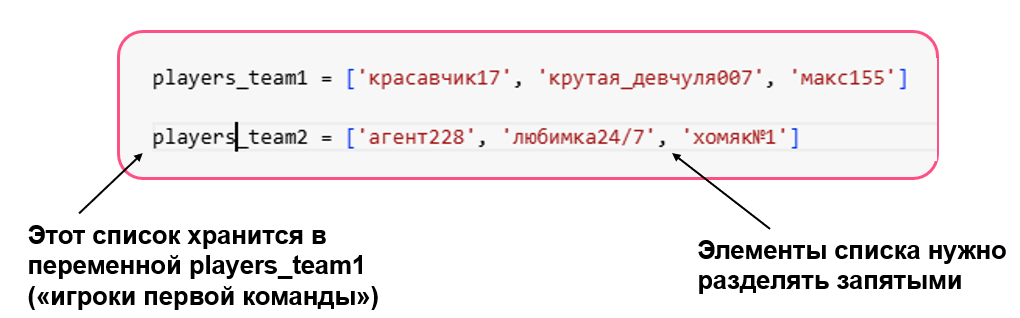 players_team1 = ['красавчик17', 'крутая_девчуля007', 'макс155']
players_team2 = ['агент228', 'любимка24/7', 'хомяк№1']
Этот список хранится в
переменной players_team1
(«игроки первой команды»)
Элементы списка нужно
разделять запятыми